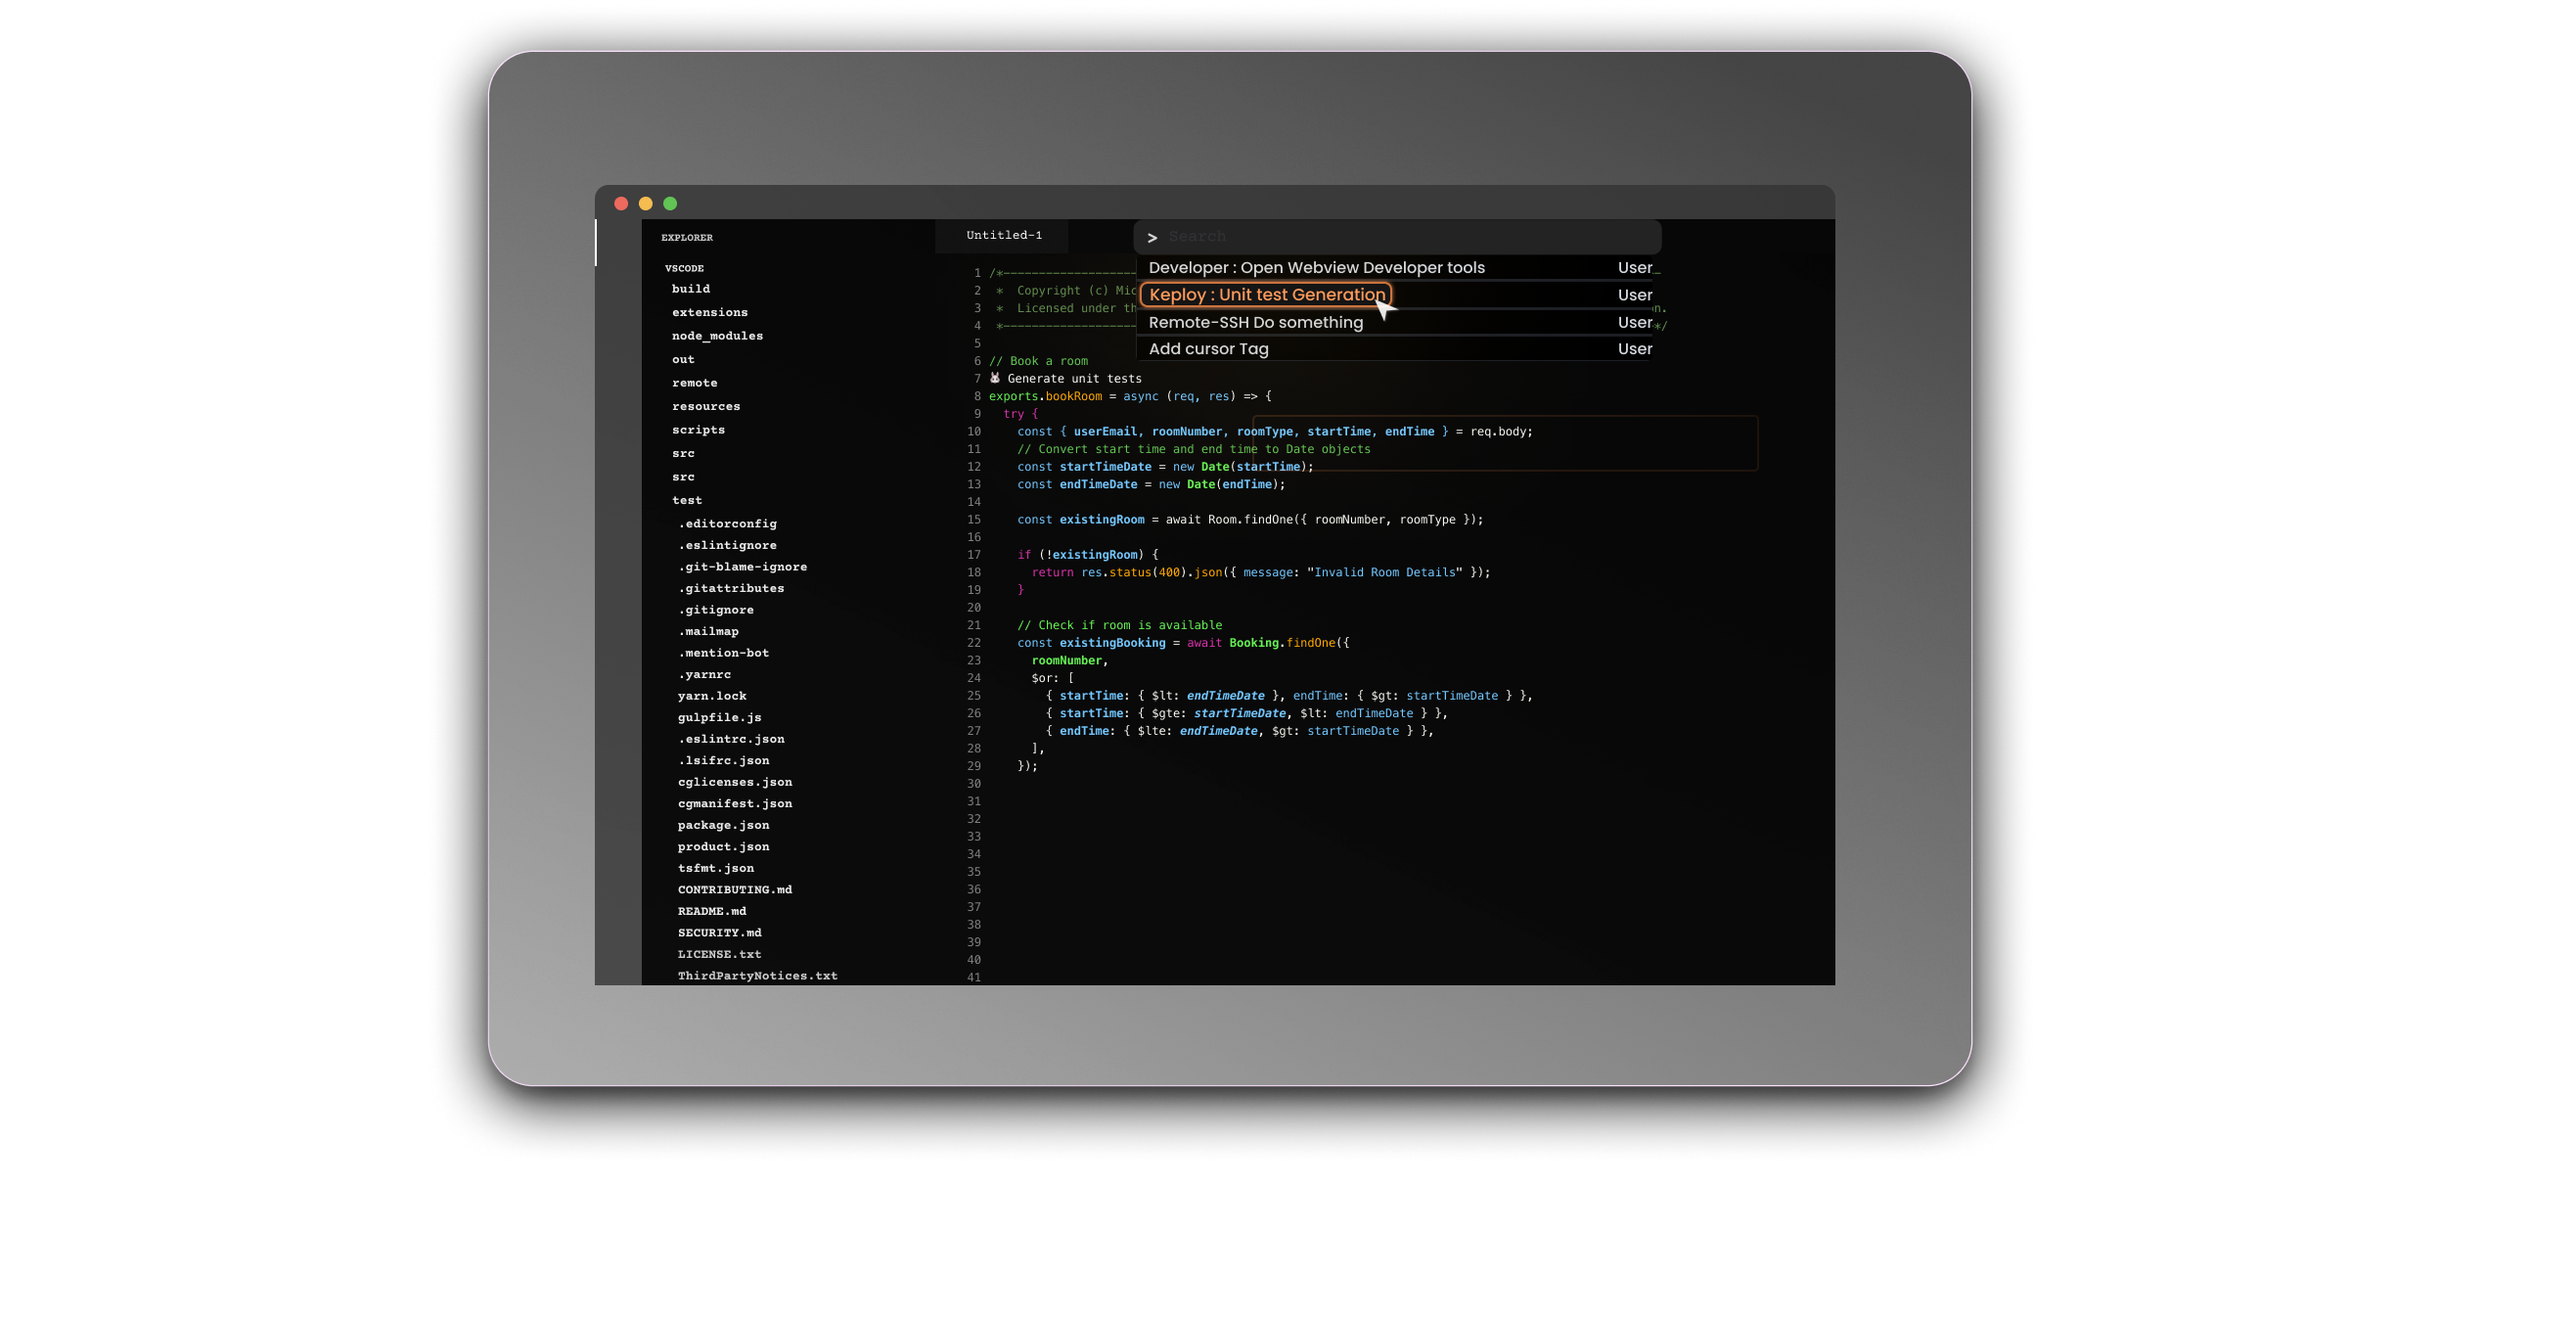 EXPLORER
VSCODE
build
extensions
node_modules
out
remote
resources
scripts
src
src
test
.editorconfig
.eslintignore
.git-blame-ignore
.gitattributes
.gitignore
.mailmap
.mention-bot
.yarnrc
yarn.lock
gulpfile.js
.eslintrc.json
.lsifrc.json
cglicenses.json
cgmanifest.json
package.json
product.json
tsfmt.json
CONTRIBUTING.md
README.md
SECURITY.md
LICENSE.txt
ThirdPartyNotices.txt
Untitled-1
> Search
Developer : Open Webview Developer tools User
Keploy : Unit test Generation User
Remote-SSH Do something User
Add cursor Tag User
1 /*-------------------
2 * Copyright (c)
3 * Licensed under
4 *------------------- */
5
6 // Book a room
7 🐰 Generate unit tests
8 exports.bookRoom = async (req, res) => {
9 try {
10 const { userEmail, roomNumber, roomType, startTime, endTime } = req.body;
11 // Convert start time and end time to Date objects
12 const startTimeDate = new Date(startTime);
13 const endTimeDate = new Date(endTime);
14
15 const existingRoom = await Room.findOne({ roomNumber, roomType });
16
17 if (!existingRoom) {
18 return res.status(400).json({ message: "Invalid Room Details" });
19 }
20
21 // Check if room is available
22 const existingBooking = await Booking.findOne({
23 roomNumber,
24 $or: [
25 { startTime: { $lt: endTimeDate }, endTime: { $gt: startTimeDate } },
26 { startTime: { $gte: startTimeDate, $lt: endTimeDate } },
27 { endTime: { $lte: endTimeDate, $gt: startTimeDate } },
28 ],
29 });
30
31
32
33
34
35
36
37
38
39
40
41